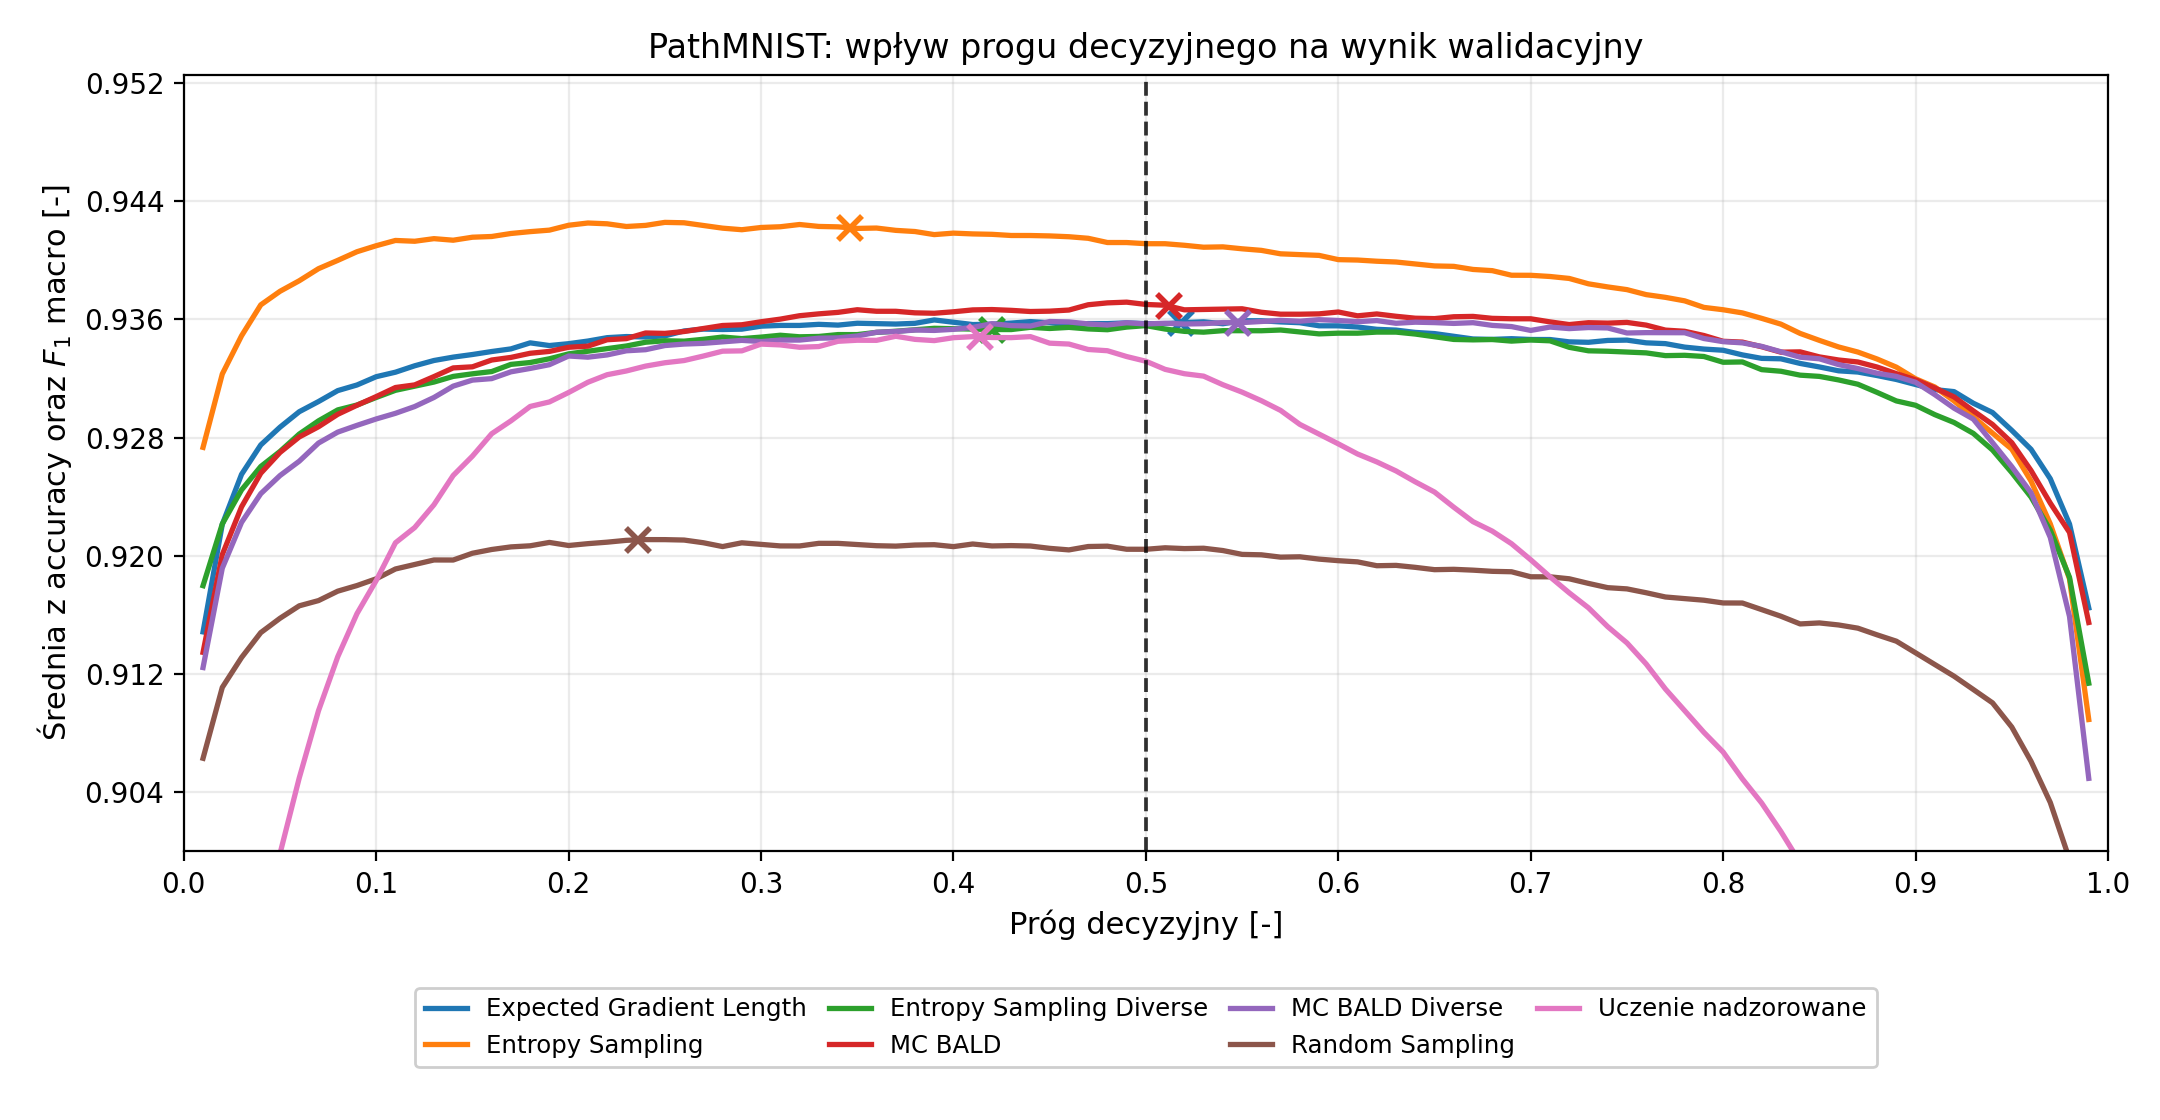 PathMNIST: wpływ progu decyzyjnego na wynik walidacyjny
Średnia z accuracy oraz F₁ macro [-]
0.952
0.944
0.936
0.928
0.920
0.912
0.904
0.0 0.1 0.2 0.3 0.4 0.5 0.6 0.7 0.8 0.9 1.0
Próg decyzyjny [-]
Expected Gradient Length Entropy Sampling Diverse MC BALD Diverse Uczenie nadzorowane
Entropy Sampling MC BALD Random Sampling